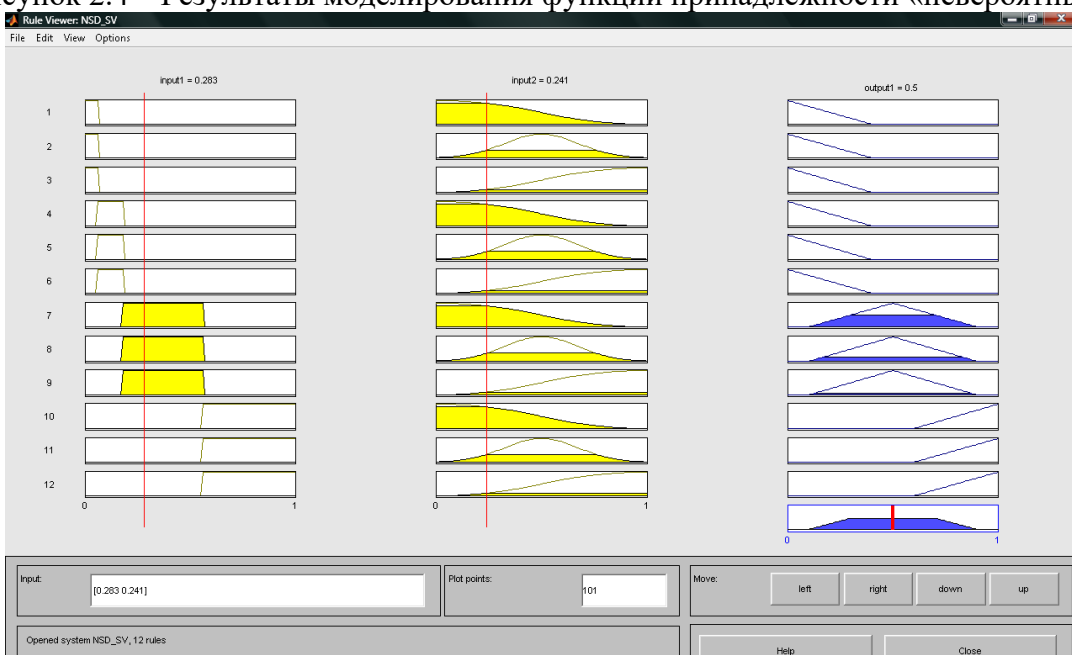 Результаты моделирования функции принадлежности
Rule Viewer: NSD_SV
File Edit View Options
input1 = 0.283
input2 = 0.241
output1 = 0.5
1
2
3
4
5
6
7
8
9
10
11
12
0 1
0 1
0 1
Input:
[0.283 0.241]
Plot points:
101
Move:
left
right
down
up
Opened system NSD_SV, 12 rules
Help
Close